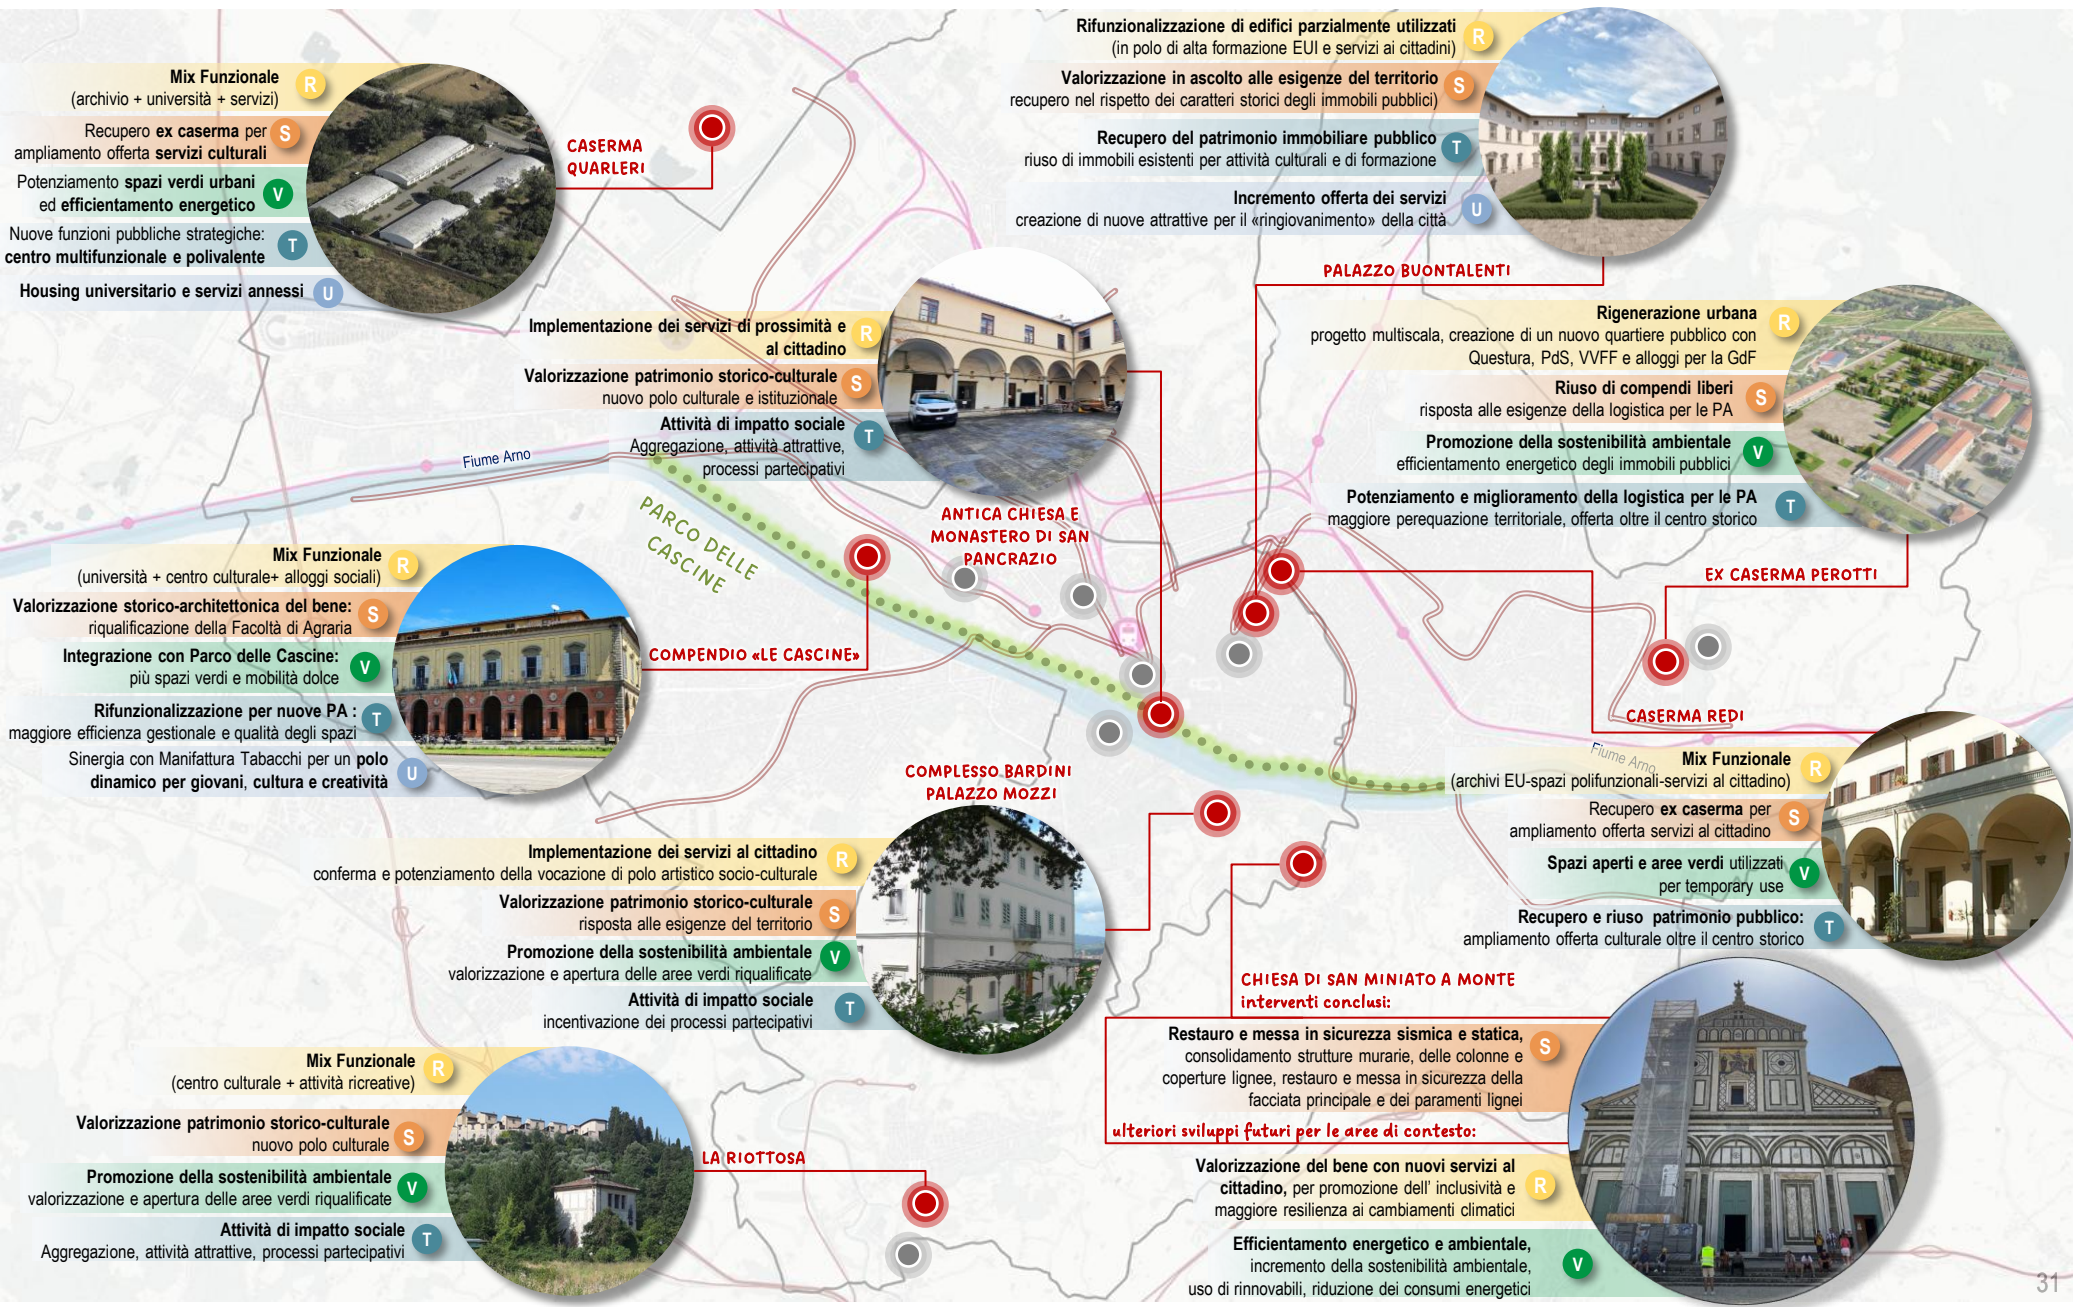 Mix Funzionale
(archivio + università + servizi)
R
Recupero ex caserma per
ampliamento offerta servizi culturali
S
Potenziamento spazi verdi urbani
ed efficientamento energetico
V
Nuove funzioni pubbliche strategiche:
centro multifunzionale e polivalente
T
Housing universitario e servizi annessi
U
CASERMA
QUARLERI
Rifunzionalizzazione di edifici parzialmente utilizzati
(in polo di alta formazione EUI e servizi ai cittadini)
R
Valorizzazione in ascolto alle esigenze del territorio
recupero nel rispetto dei caratteri storici degli immobili pubblici)
S
Recupero del patrimonio immobiliare pubblico
riuso di immobili esistenti per attività culturali e di formazione
T
Incremento offerta dei servizi
creazione di nuove attrattive per il «ringiovanimento» della città
U
PALAZZO BUONTALENTI
Implementazione dei servizi di prossimità e
al cittadino
R
Valorizzazione patrimonio storico-culturale
nuovo polo culturale e istituzionale
S
Attività di impatto sociale
Aggregazione, attività attrattive,
processi partecipativi
T
ANTICA CHIESA E
MONASTERO DI SAN
PANCRAZIO
Rigenerazione urbana
progetto multiscala, creazione di un nuovo quartiere pubblico con
Questura, PdS, VVFF e alloggi per la GdF
R
Riuso di compendi liberi
risposta alle esigenze della logistica per le PA
S
Promozione della sostenibilità ambientale
efficientamento energetico degli immobili pubblici
V
Potenziamento e miglioramento della logistica per le PA
maggiore perequazione territoriale, offerta oltre il centro storico
T
EX CASERMA PEROTTI
Fiume Arno
PARCO DELLE
CASCINE
Mix Funzionale
(università + centro culturale+ alloggi sociali)
R
Valorizzazione storico-architettonica del bene:
riqualificazione della Facoltà di Agraria
S
Integrazione con Parco delle Cascine:
più spazi verdi e mobilità dolce
V
Rifunzionalizzazione per nuove PA :
maggiore efficienza gestionale e qualità degli spazi
T
Sinergia con Manifattura Tabacchi per un polo
dinamico per giovani, cultura e creatività
U
COMPENDIO «LE CASCINE»
CASERMA REDI
Fiume Arno
Mix Funzionale
(archivi EU-spazi polifunzionali-servizi al cittadino)
R
Recupero ex caserma per
ampliamento offerta servizi al cittadino
S
Spazi aperti e aree verdi utilizzati
per temporary use
V
Recupero e riuso patrimonio pubblico:
ampliamento offerta culturale oltre il centro storico
T
COMPLESSO BARDINI
PALAZZO MOZZI
Implementazione dei servizi al cittadino
conferma e potenziamento della vocazione di polo artistico socio-culturale
R
Valorizzazione patrimonio storico-culturale
risposta alle esigenze del territorio
S
Promozione della sostenibilità ambientale
valorizzazione e apertura delle aree verdi riqualificate
V
Attività di impatto sociale
incentivazione dei processi partecipativi
T
CHIESA DI SAN MINIATO A MONTE
interventi conclusi:
Restauro e messa in sicurezza sismica e statica,
consolidamento strutture murarie, delle colonne e
coperture lignee, restauro e messa in sicurezza della
facciata principale e dei paramenti lignei
S
ulteriori sviluppi futuri per le aree di contesto:
Valorizzazione del bene con nuovi servizi al
cittadino, per promozione dell' inclusività e
maggiore resilienza ai cambiamenti climatici
R
Efficientamento energetico e ambientale,
incremento della sostenibilità ambientale,
uso di rinnovabili, riduzione dei consumi energetici
V
Mix Funzionale
(centro culturale + attività ricreative)
R
Valorizzazione patrimonio storico-culturale
nuovo polo culturale
S
Promozione della sostenibilità ambientale
valorizzazione e apertura delle aree verdi riqualificate
V
Attività di impatto sociale
Aggregazione, attività attrattive, processi partecipativi
T
LA RIOTTOSA
31